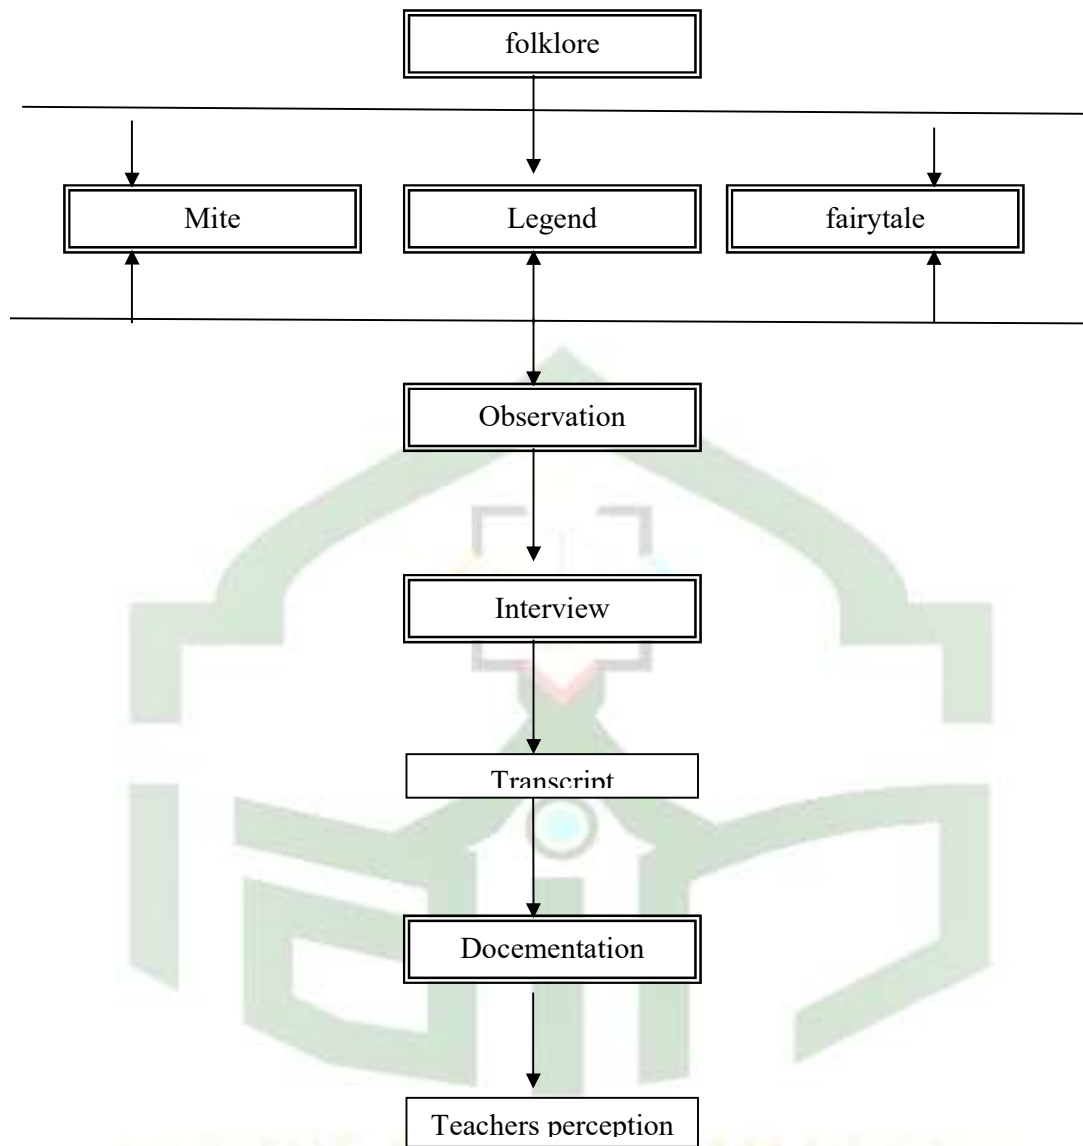 folklore
Mite
Legend
fairytale
Observation
Interview
Transcript
Docementation
Teachers perception